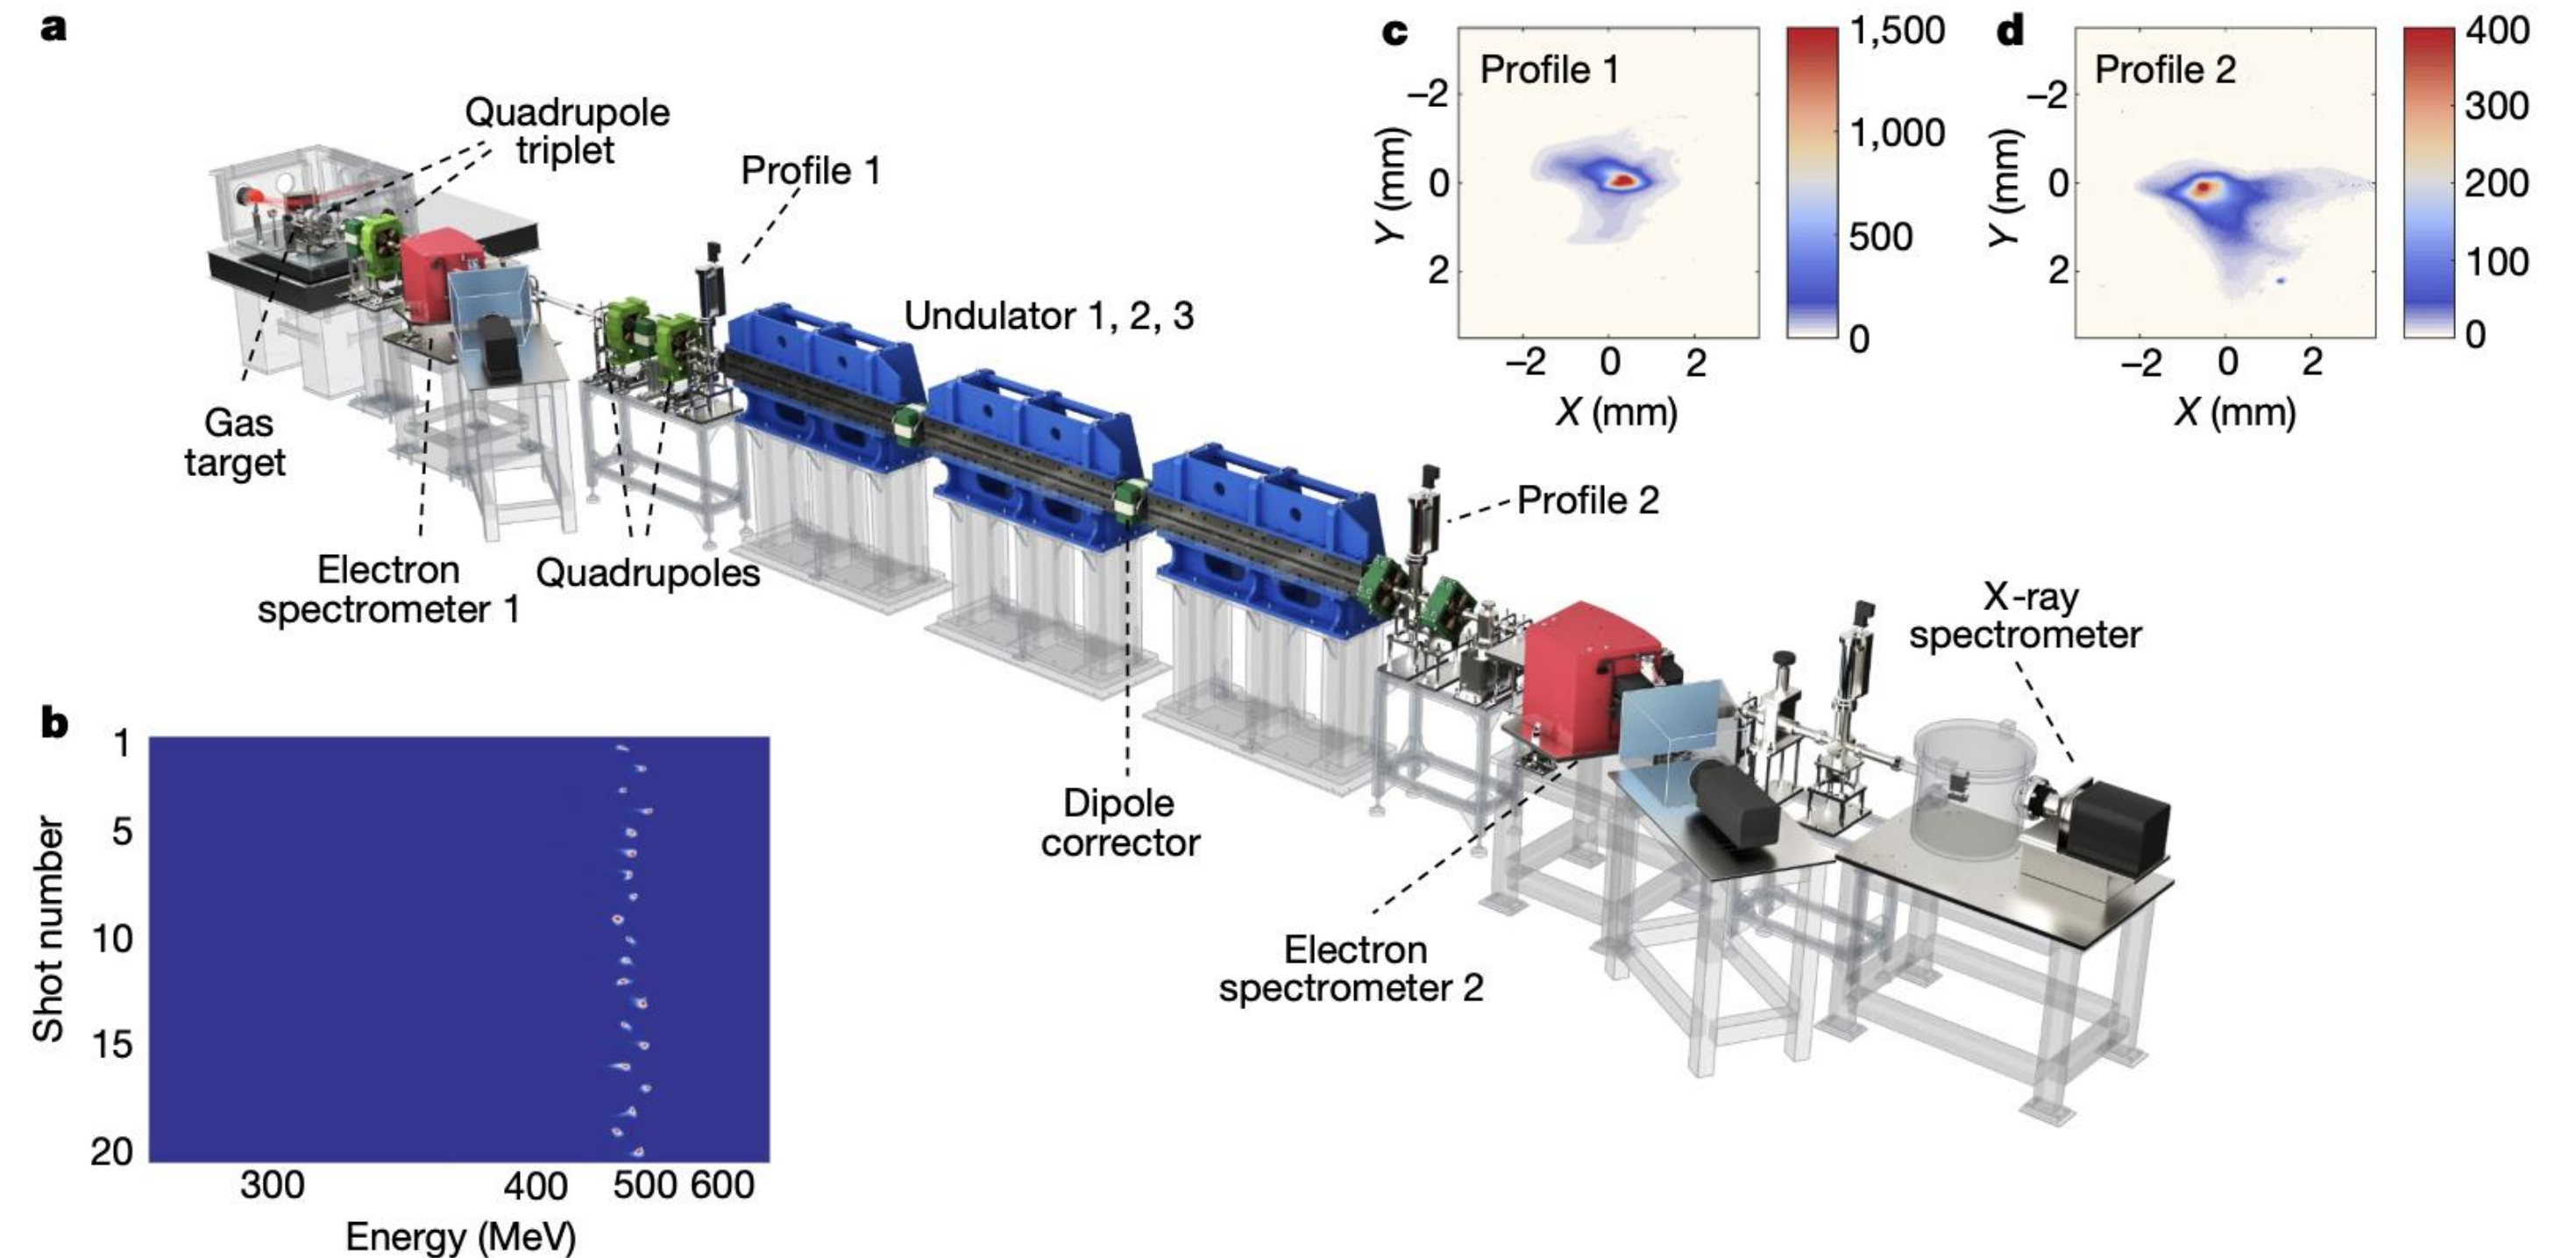 a
Quadrupole
triplet
Profile 1
Undulator 1, 2, 3
Gas
target
Electron
spectrometer 1
Quadrupoles
Profile 2
X-ray
spectrometer
Dipole
corrector
Electron
spectrometer 2
b
1
5
10
15
20
Shot number
300 400 500 600
Energy (MeV)
c
Profile 1
–2
0
2
Y (mm)
–2 0 2
X (mm)
1,500
1,000
500
0
d
Profile 2
–2
0
2
Y (mm)
–2 0 2
X (mm)
400
300
200
100
0